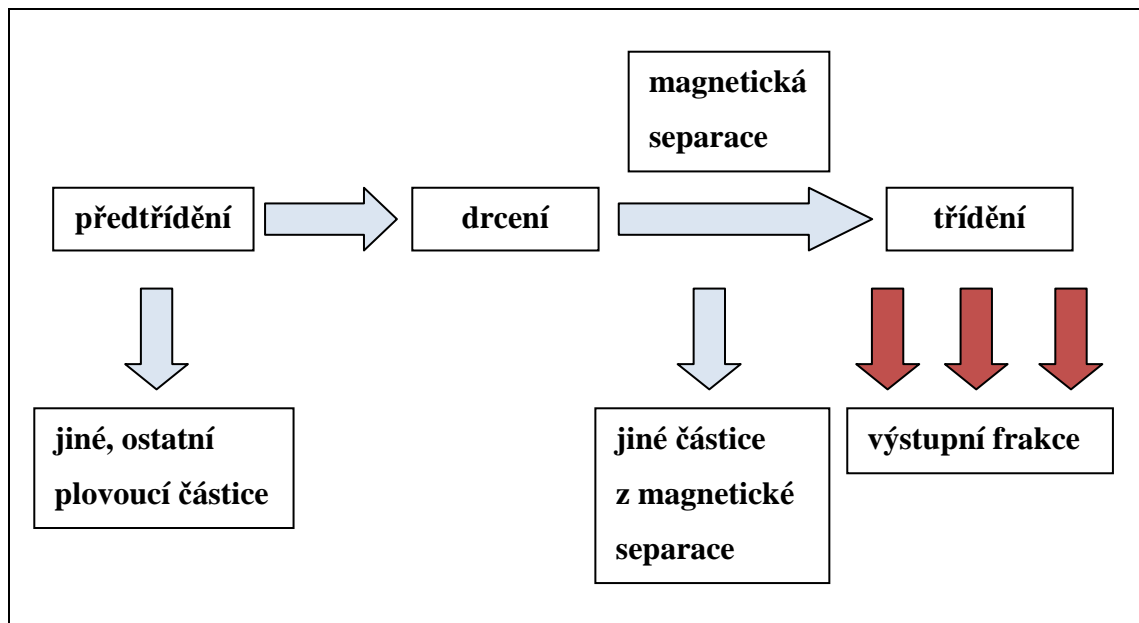 magnetická
separace
předtřídění
drcení
třídění
jiné, ostatní
plovoucí částice
jiné částice
z magnetické
separace
výstupní frakce